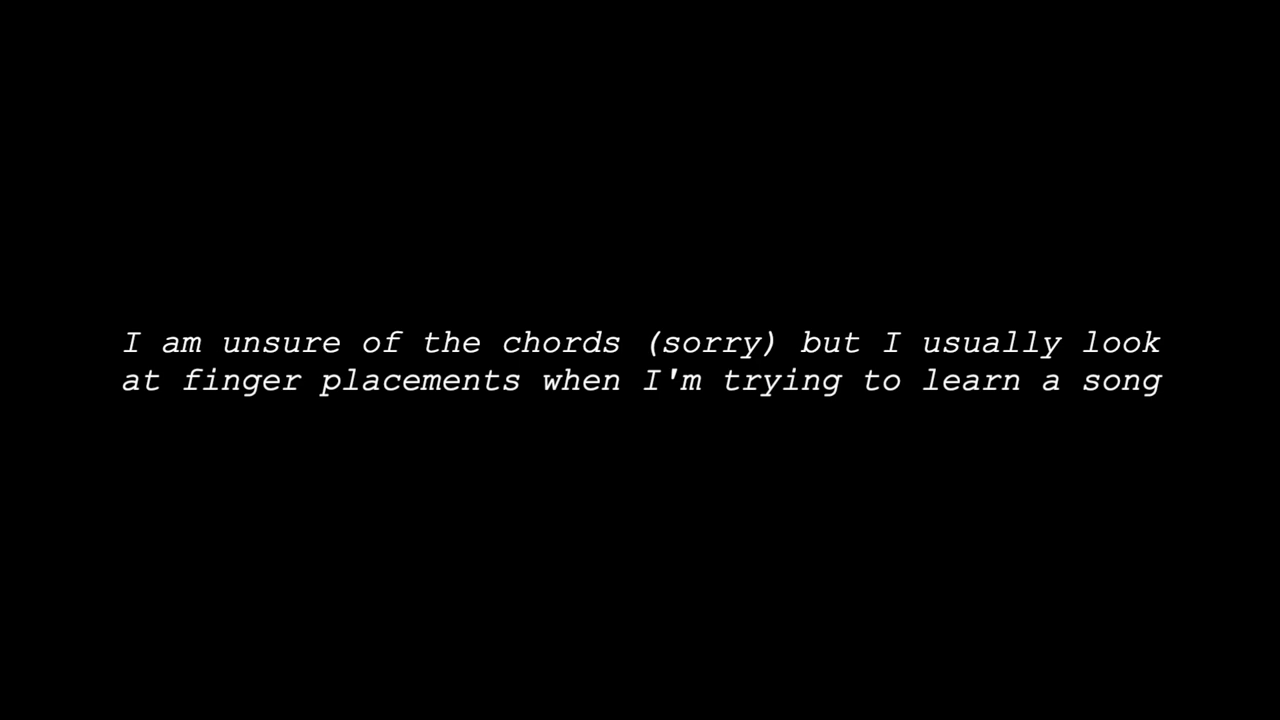 I am unsure of the chords (sorry) but I usually look
at finger placements when I'm trying to learn a song